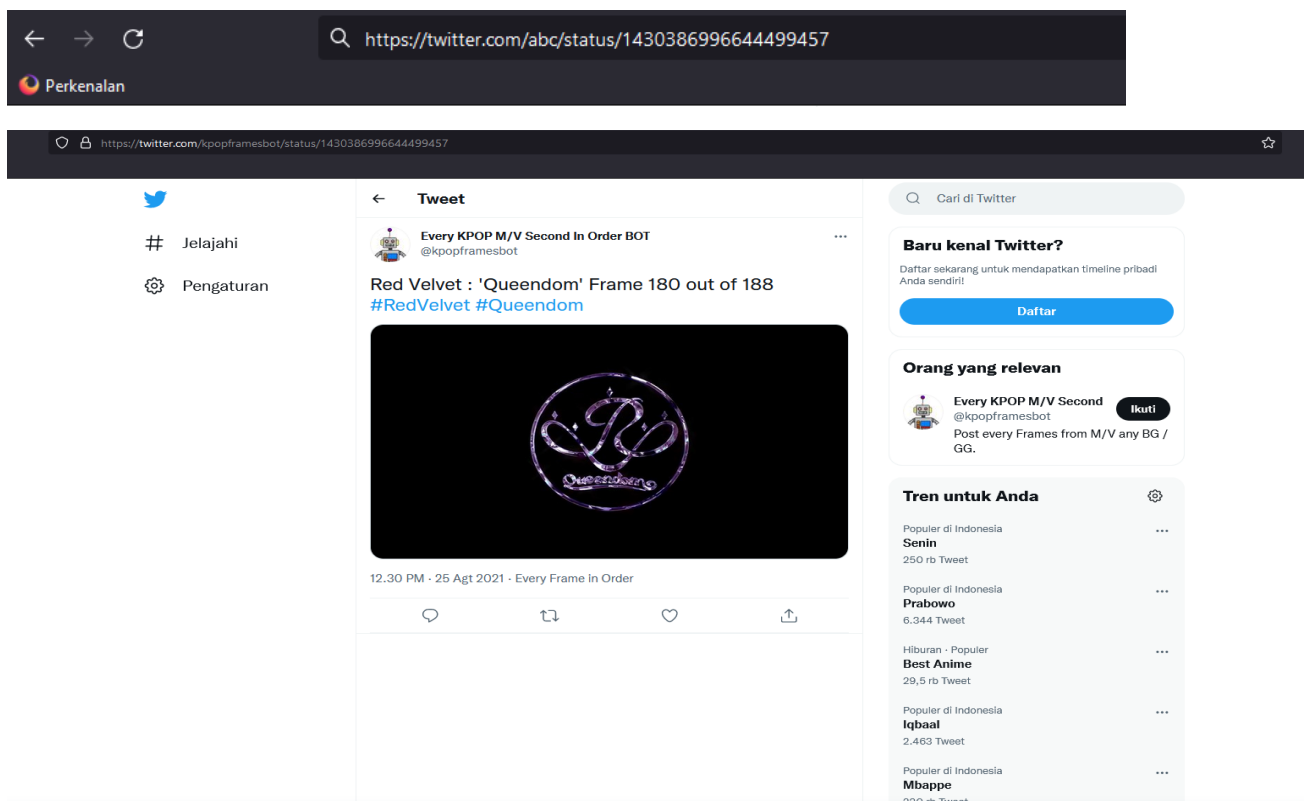 https://twitter.com/abc/status/1430386996644499457
Perkenalan
https://twitter.com/kpopframesbot/status/1430386996644499457
Jelajahi
Pengaturan
Tweet
Every KPOP M/V Second In Order BOT
@kpopframesbot
Red Velvet : 'Queendom' Frame 180 out of 188
#RedVelvet #Queendom
Queendom
12.30 PM · 25 Agt 2021 · Every Frame in Order
Cari di Twitter
Baru kenal Twitter?
Daftar sekarang untuk mendapatkan timeline pribadi
Anda sendiri!
Daftar
Orang yang relevan
Every KPOP M/V Second
@kpopframesbot
Ikuti
Post every Frames from M/V any BG /
GG.
Tren untuk Anda
Populer di Indonesia
Senin
250 rb Tweet
Populer di Indonesia
Prabowo
6.344 Tweet
Hiburan · Populer
Best Anime
29,5 rb Tweet
Populer di Indonesia
Iqbaal
2.463 Tweet
Populer di Indonesia
Mbappe
rb Tweet